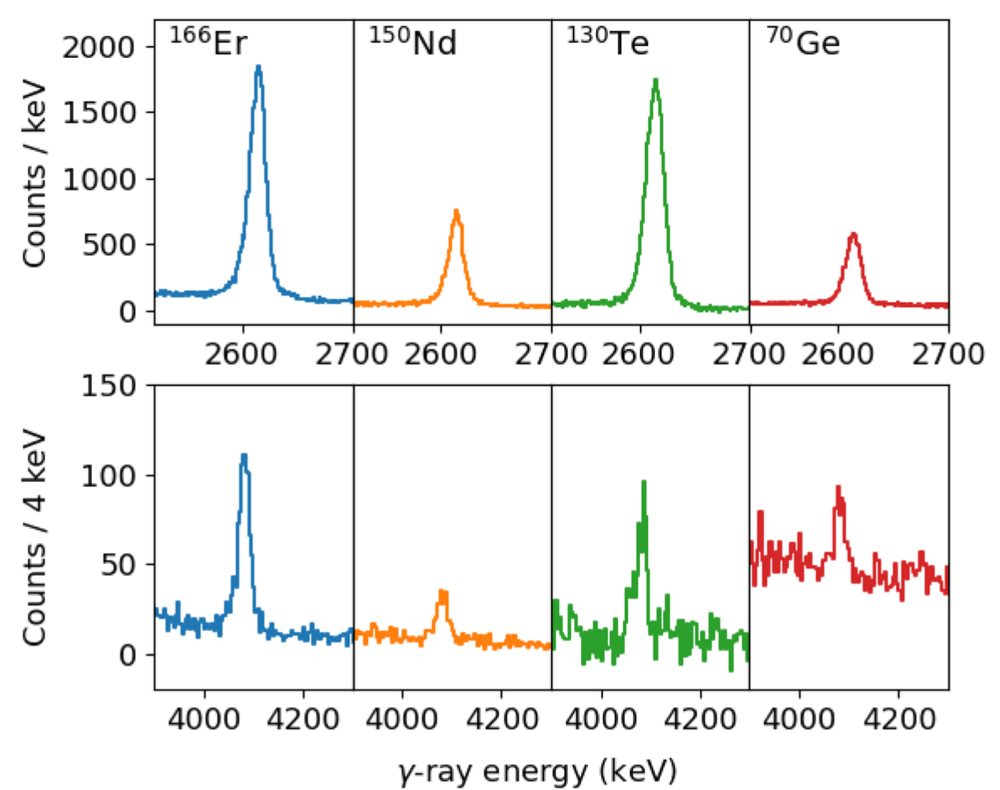 ¹⁶⁶Er ¹⁵⁰Nd ¹³⁰Te ⁷⁰Ge
Counts / keV
2000
1500
1000
500
0
2600 2700 2600 2700 2600 2700 2600 2700
Counts / 4 keV
150
100
50
0
4000 4200 4000 4200 4000 4200 4000 4200
γ-ray energy (keV)